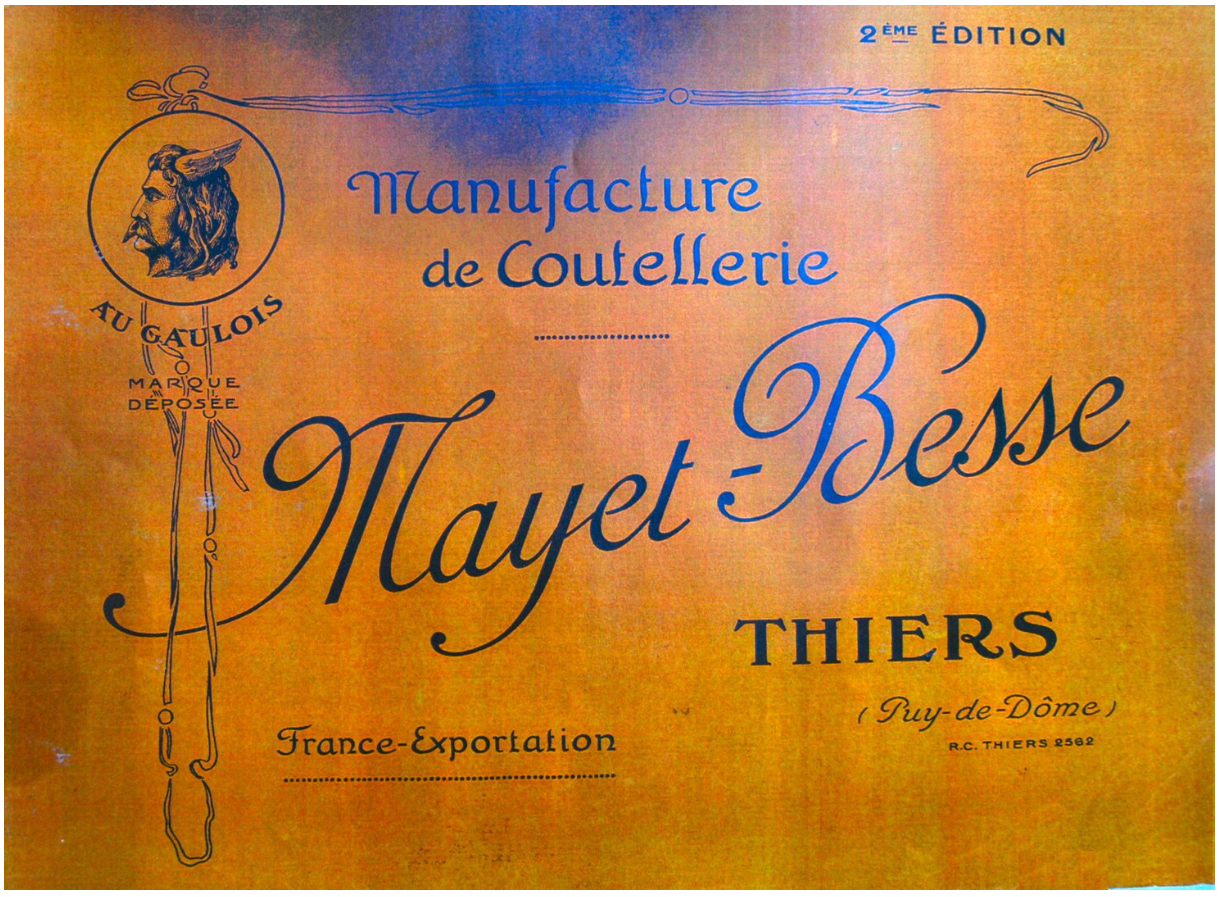 2ÈME ÉDITION
Manufacture
de Coutellerie
AU GAULOIS
MARQUE
DÉPOSÉE
Mayet-Besse
THIERS
(Puy-de-Dôme)
R.C. THIERS 2562
France-Exportation